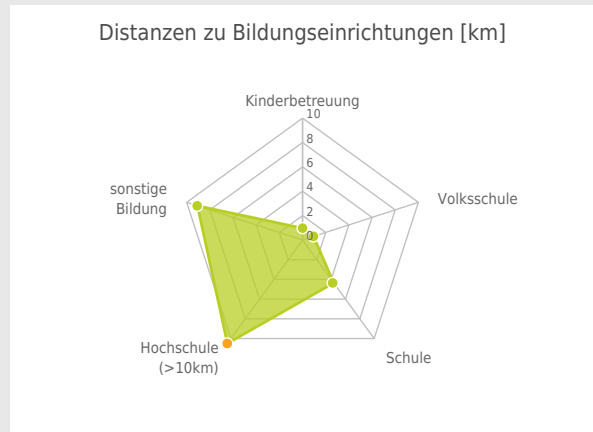 Distanzen zu Bildungseinrichtungen [km]
Kinderbetreuung
10
8
6
4
2
0
sonstige
Bildung
Volksschule
Hochschule
(>10km)
Schule